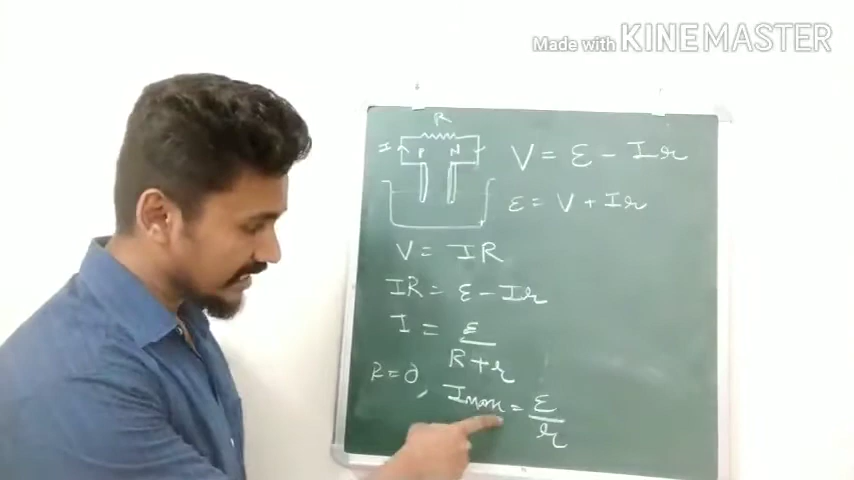 Made with KINEMASTER
R
I P N
V = ε - Ir
ε = V + Ir
V = IR
IR = ε - Ir
I = ε / R + r
R = 0, Imax = ε / r